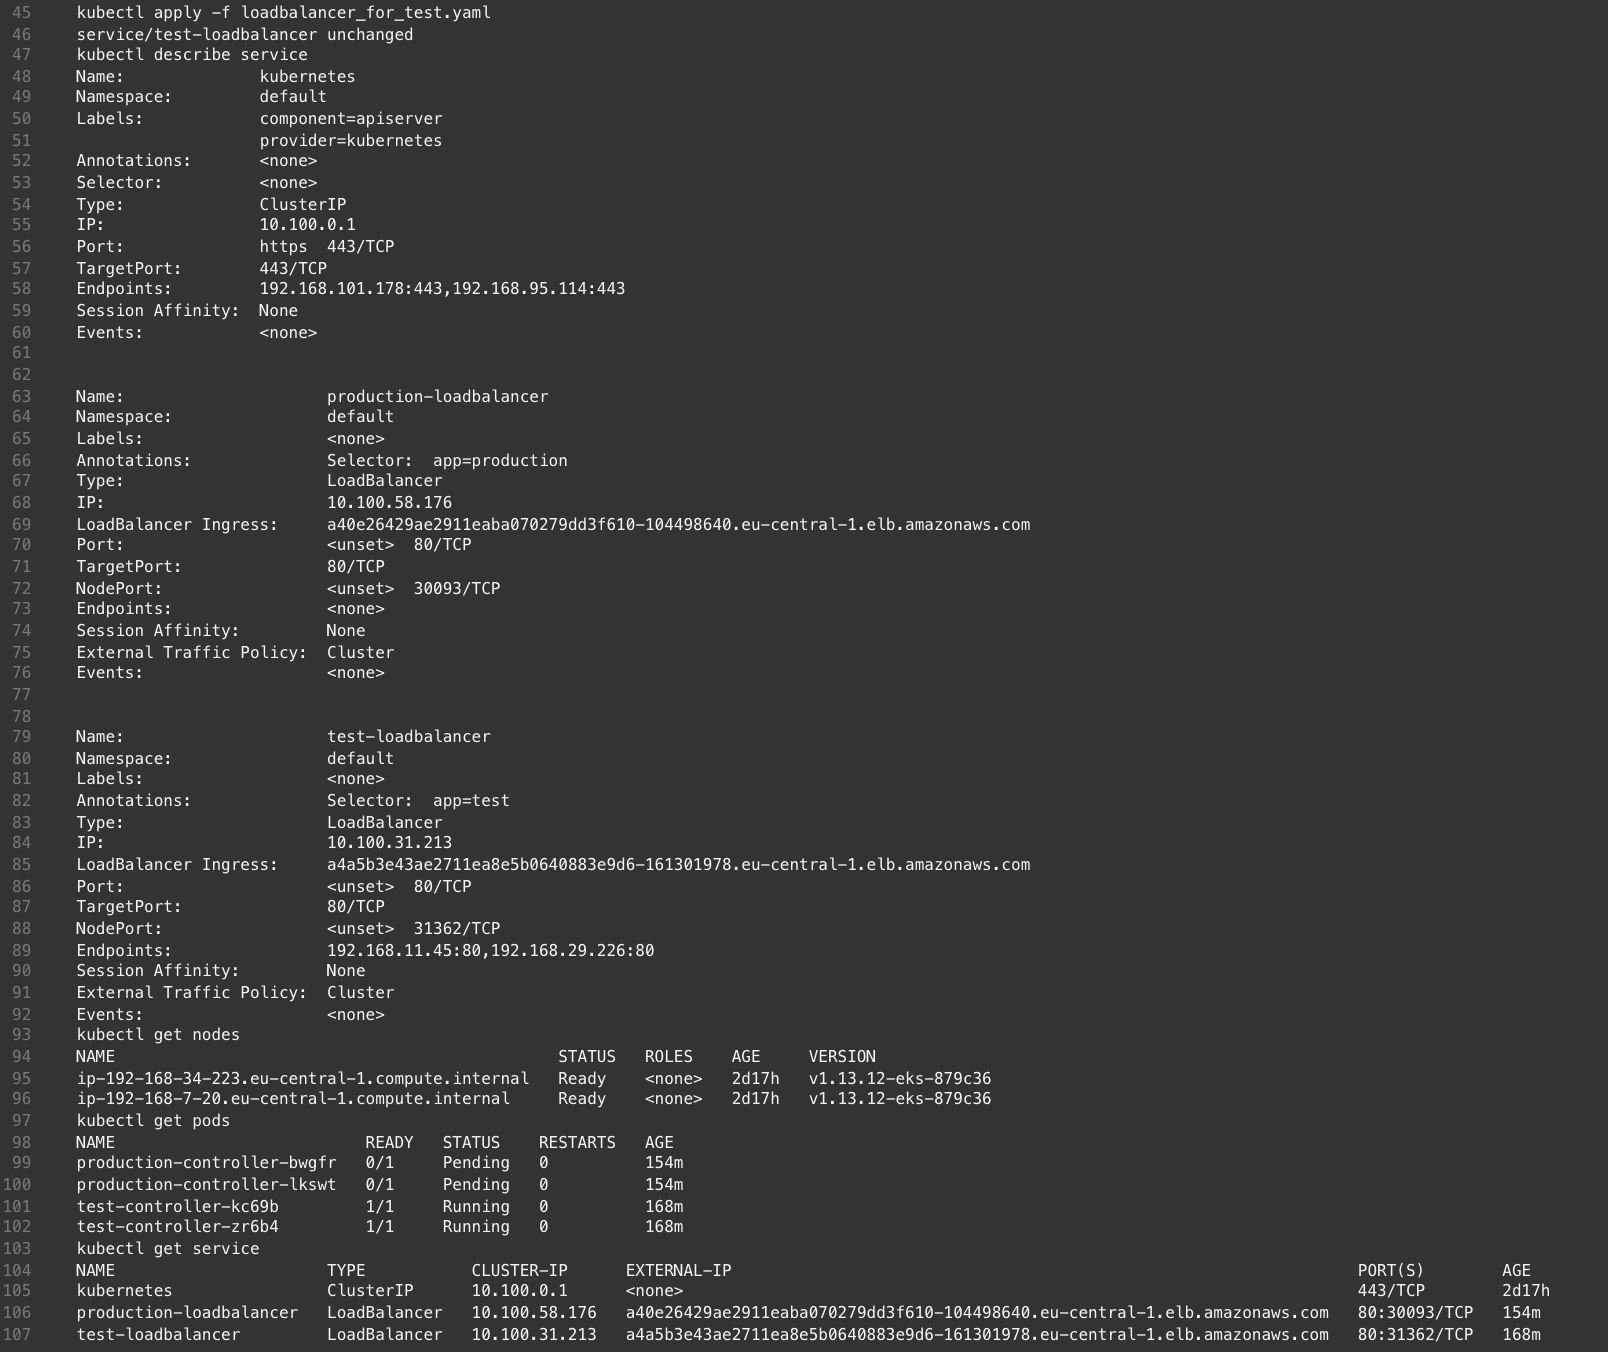 45 kubectl apply -f loadbalancer_for_test.yaml
46 service/test-loadbalancer unchanged
47 kubectl describe service
48 Name:              kubernetes
49 Namespace:         default
50 Labels:            component=apiserver
51                    provider=kubernetes
52 Annotations:       <none>
53 Selector:          <none>
54 Type:              ClusterIP
55 IP:                10.100.0.1
56 Port:              https  443/TCP
57 TargetPort:        443/TCP
58 Endpoints:         192.168.101.178:443,192.168.95.114:443
59 Session Affinity:  None
60 Events:            <none>
61
62
63 Name:                     production-loadbalancer
64 Namespace:                default
65 Labels:                   <none>
66 Annotations:              Selector:  app=production
67 Type:                     LoadBalancer
68 IP:                       10.100.58.176
69 LoadBalancer Ingress:     a40e26429ae2911eaba070279dd3f610-104498640.eu-central-1.elb.amazonaws.com
70 Port:                     <unset>  80/TCP
71 TargetPort:               80/TCP
72 NodePort:                 <unset>  30093/TCP
73 Endpoints:                <none>
74 Session Affinity:         None
75 External Traffic Policy:  Cluster
76 Events:                   <none>
77
78
79 Name:                     test-loadbalancer
80 Namespace:                default
81 Labels:                   <none>
82 Annotations:              Selector:  app=test
83 Type:                     LoadBalancer
84 IP:                       10.100.31.213
85 LoadBalancer Ingress:     a4a5b3e43ae2711ea8e5b0640883e9d6-161301978.eu-central-1.elb.amazonaws.com
86 Port:                     <unset>  80/TCP
87 TargetPort:               80/TCP
88 NodePort:                 <unset>  31362/TCP
89 Endpoints:                192.168.11.45:80,192.168.29.226:80
90 Session Affinity:         None
91 External Traffic Policy:  Cluster
92 Events:                   <none>
93 kubectl get nodes
94 NAME                                              STATUS   ROLES    AGE     VERSION
95 ip-192-168-34-223.eu-central-1.compute.internal   Ready    <none>   2d17h   v1.13.12-eks-879c36
96 ip-192-168-7-20.eu-central-1.compute.internal     Ready    <none>   2d17h   v1.13.12-eks-879c36
97 kubectl get pods
98 NAME                          READY   STATUS    RESTARTS   AGE
99 production-controller-bwgfr   0/1     Pending   0          154m
100 production-controller-lkswt   0/1     Pending   0          154m
101 test-controller-kc69b         1/1     Running   0          168m
102 test-controller-zr6b4         1/1     Running   0          168m
103 kubectl get service
104 NAME                      TYPE           CLUSTER-IP      EXTERNAL-IP                                                                 PORT(S)        AGE
105 kubernetes                ClusterIP      10.100.0.1      <none>                                                                      443/TCP        2d17h
106 production-loadbalancer   LoadBalancer   10.100.58.176   a40e26429ae2911eaba070279dd3f610-104498640.eu-central-1.elb.amazonaws.com   80:30093/TCP   154m
107 test-loadbalancer         LoadBalancer   10.100.31.213   a4a5b3e43ae2711ea8e5b0640883e9d6-161301978.eu-central-1.elb.amazonaws.com   80:31362/TCP   168m